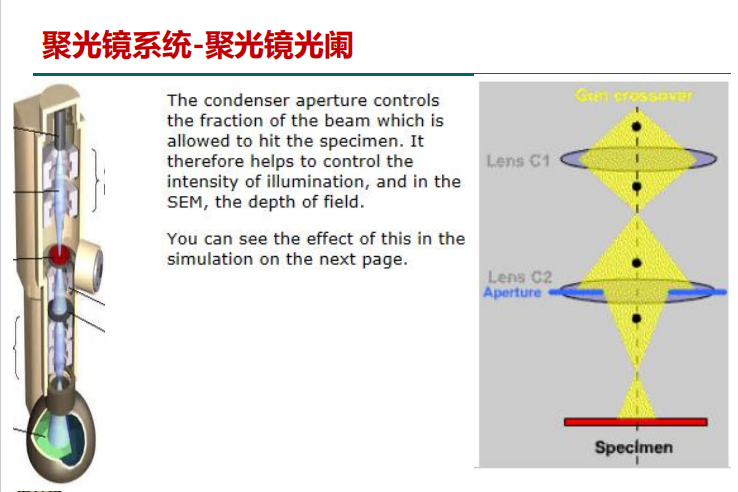 聚光镜系统-聚光镜光阑
The condenser aperture controls
the fraction of the beam which is
allowed to hit the specimen. It
therefore helps to control the
intensity of illumination, and in the
SEM, the depth of field.
You can see the effect of this in the
simulation on the next page.
Gun crossover
Lens C1
Lens C2
Aperture
Specimen